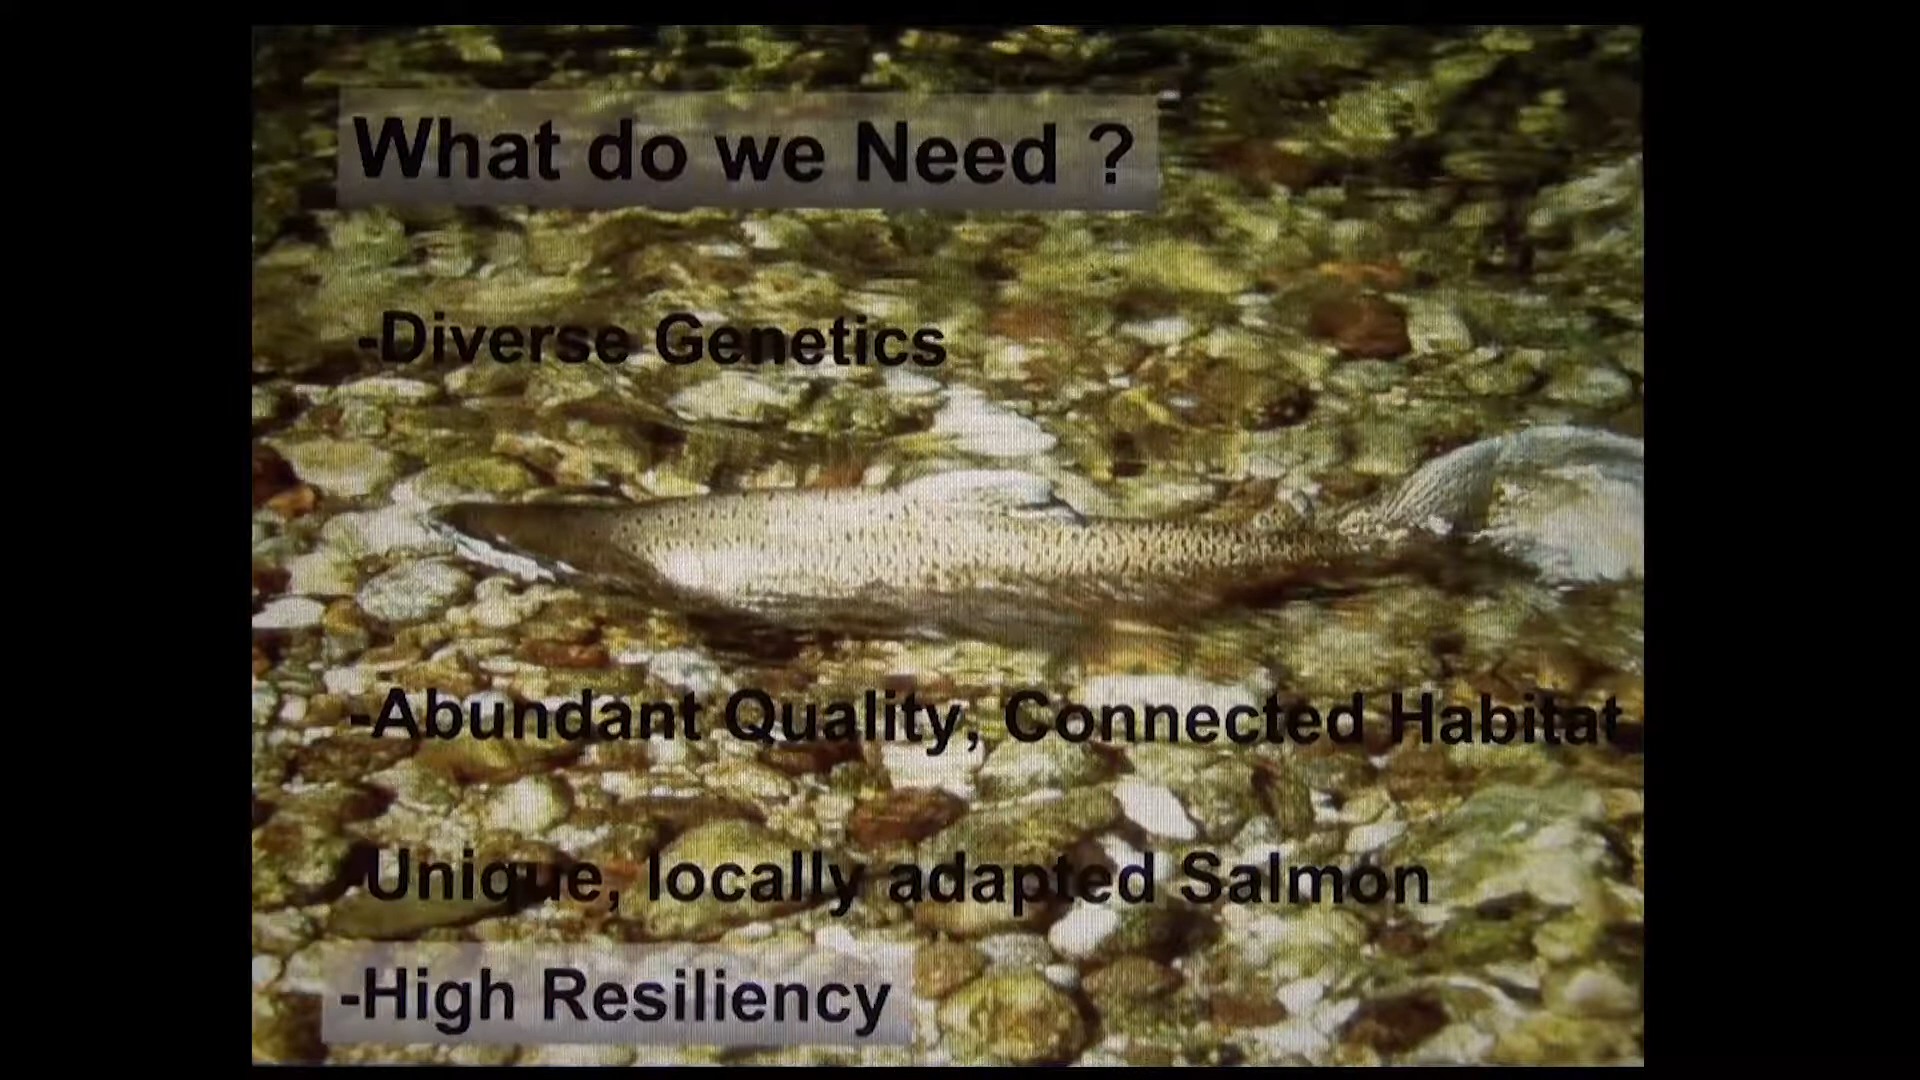 What do we Need ?
-Diverse Genetics
-Abundant Quality, Connected Habitat
-Unique, locally adapted Salmon
-High Resiliency